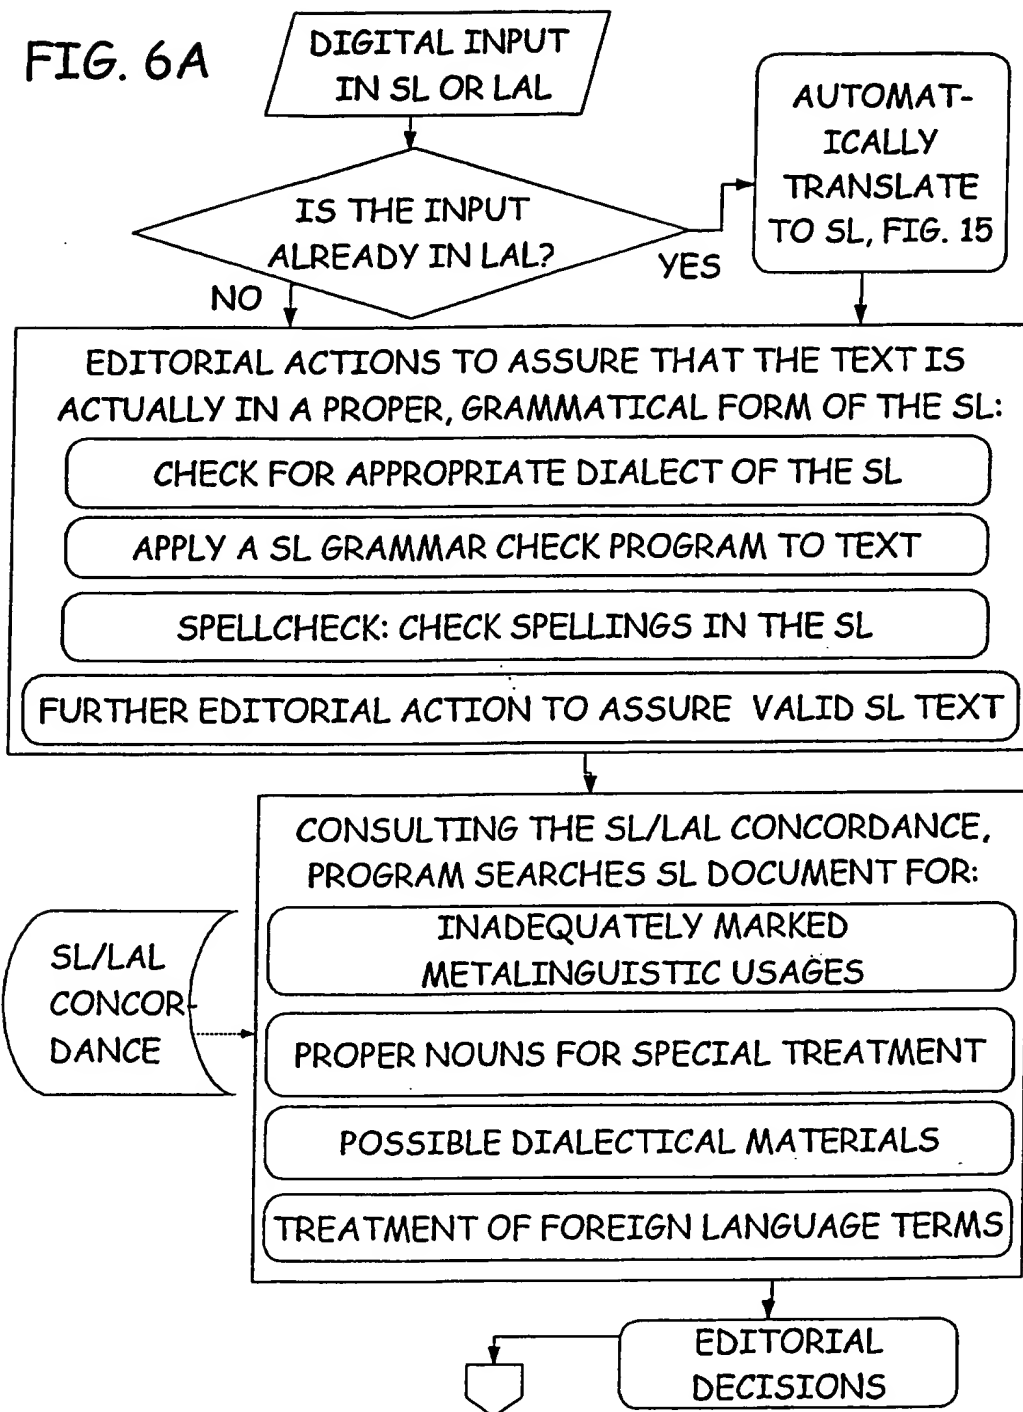 FIG. 6A
DIGITAL INPUT
IN SL OR LAL
AUTOMAT-
ICALLY
TRANSLATE
TO SL, FIG. 15
IS THE INPUT
ALREADY IN LAL?
YES
NO
EDITORIAL ACTIONS TO ASSURE THAT THE TEXT IS
ACTUALLY IN A PROPER, GRAMMATICAL FORM OF THE SL:
CHECK FOR APPROPRIATE DIALECT OF THE SL
APPLY A SL GRAMMAR CHECK PROGRAM TO TEXT
SPELLCHECK: CHECK SPELLINGS IN THE SL
FURTHER EDITORIAL ACTION TO ASSURE VALID SL TEXT
CONSULTING THE SL/LAL CONCORDANCE,
PROGRAM SEARCHES SL DOCUMENT FOR:
SL/LAL
CONCOR-
DANCE
INADEQUATELY MARKED
METALINGUISTIC USAGES
PROPER NOUNS FOR SPECIAL TREATMENT
POSSIBLE DIALECTICAL MATERIALS
TREATMENT OF FOREIGN LANGUAGE TERMS
EDITORIAL
DECISIONS